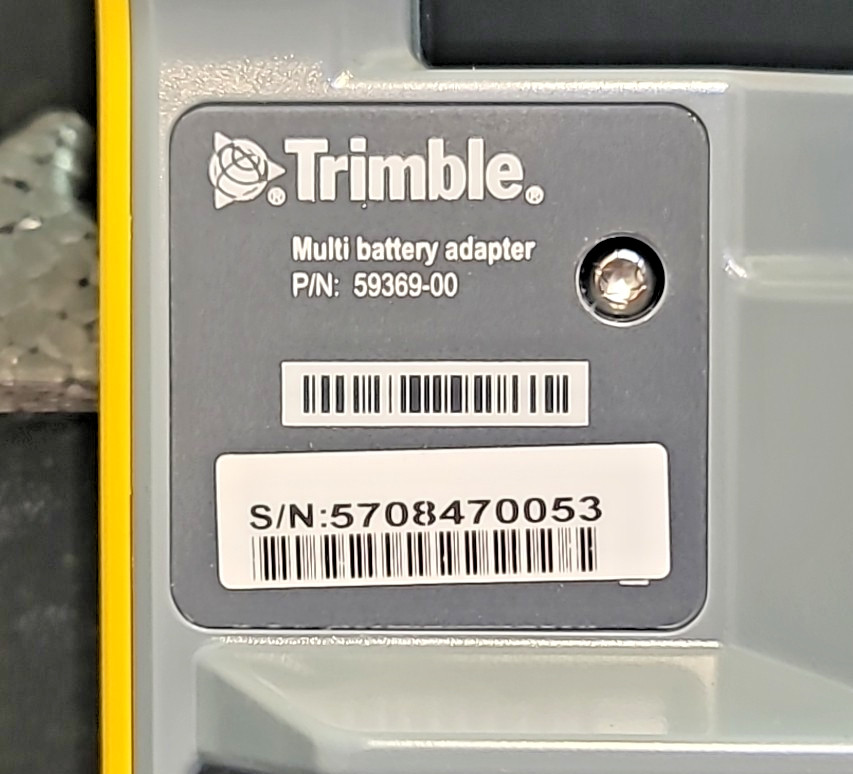 ®Trimble®
Multi battery adapter
P/N: 59369-00
S/N:5708470053